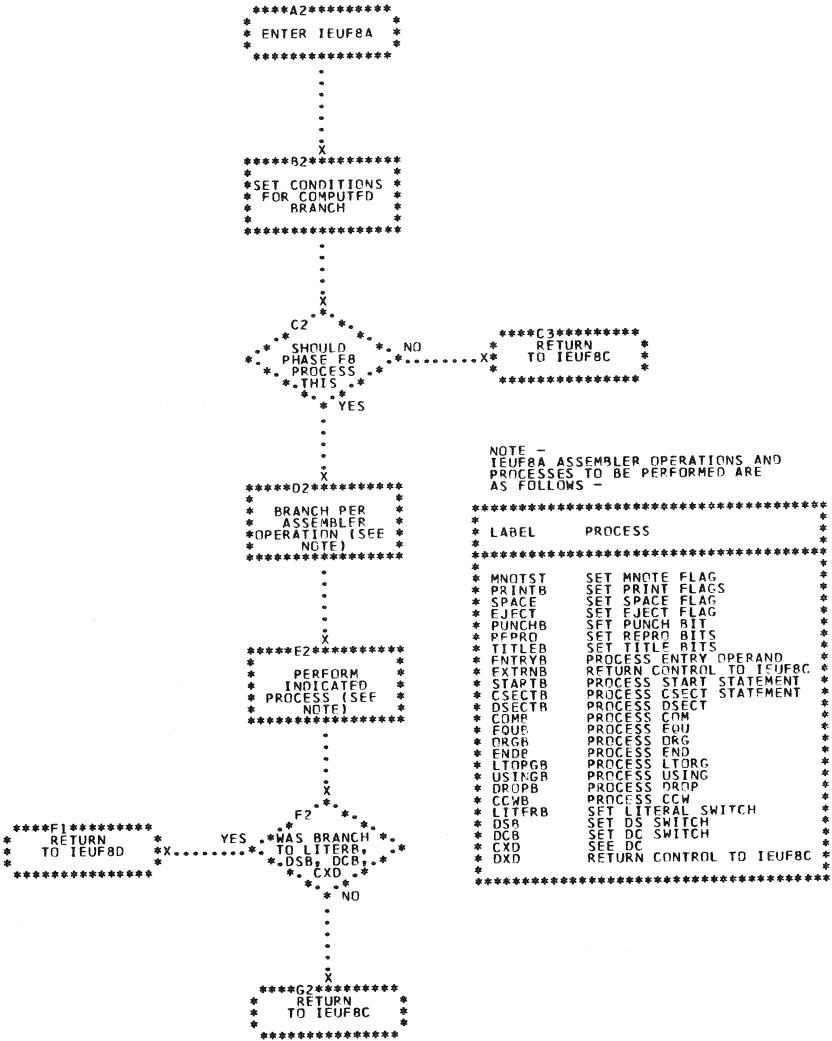 A2
ENTER IEUF8A
B2
SET CONDITIONS
FOR COMPUTED
BRANCH
C2
SHOULD
PHASE F8
PROCESS
THIS
NO
YES
C3
RETURN
TO IEUF8C
D2
BRANCH PER
ASSEMBLER
OPERATION (SEE
NOTE)
E2
PERFORM
INDICATED
PROCESS (SEE
NOTE)
F2
WAS BRANCH
TO LITERB,
DSB, DCB,
CXD
YES
NO
F1
RETURN
TO IEUF8D
G2
RETURN
TO IEUF8C
NOTE -
IEUF8A ASSEMBLER OPERATIONS AND
PROCESSES TO BE PERFORMED ARE
AS FOLLOWS -
LABEL PROCESS
MNOTST SET MNOTE FLAG
PRINTB SET PRINT FLAGS
SPACE SET SPACE FLAG
EJECT SET EJECT FLAG
PUNCHB SET PUNCH BIT
REPRO SET REPRO BITS
TITLEB SET TITLE BITS
ENTRYB PROCESS ENTRY OPERAND
EXTRNB RETURN CONTROL TO IEUF8C
STARTB PROCESS START STATEMENT
CSECTB PROCESS CSECT STATEMENT
DSECTB PROCESS DSECT
COMB PROCESS COM
EQUB PROCESS EQU
ORGB PROCESS ORG
ENDB PROCESS END
LTORGB PROCESS LTORG
USINGB PROCESS USING
DROPB PROCESS DROP
CCWB PROCESS CCW
LITERB SET LITERAL SWITCH
DSB SET DS SWITCH
DCB SET DC SWITCH
CXD SEE DC
DXD RETURN CONTROL TO IEUF8C